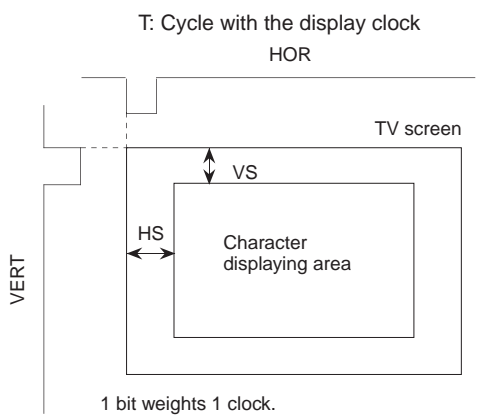 T: Cycle with the display clock
HOR
TV screen
VS
HS
Character
displaying area
VERT
1 bit weights 1 clock.